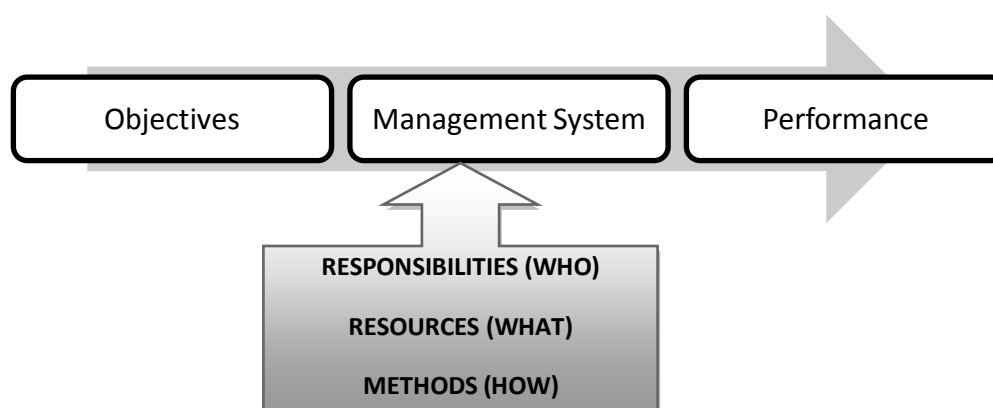 Objectives
Management System
Performance
RESPONSIBILITIES (WHO)
RESOURCES (WHAT)
METHODS (HOW)